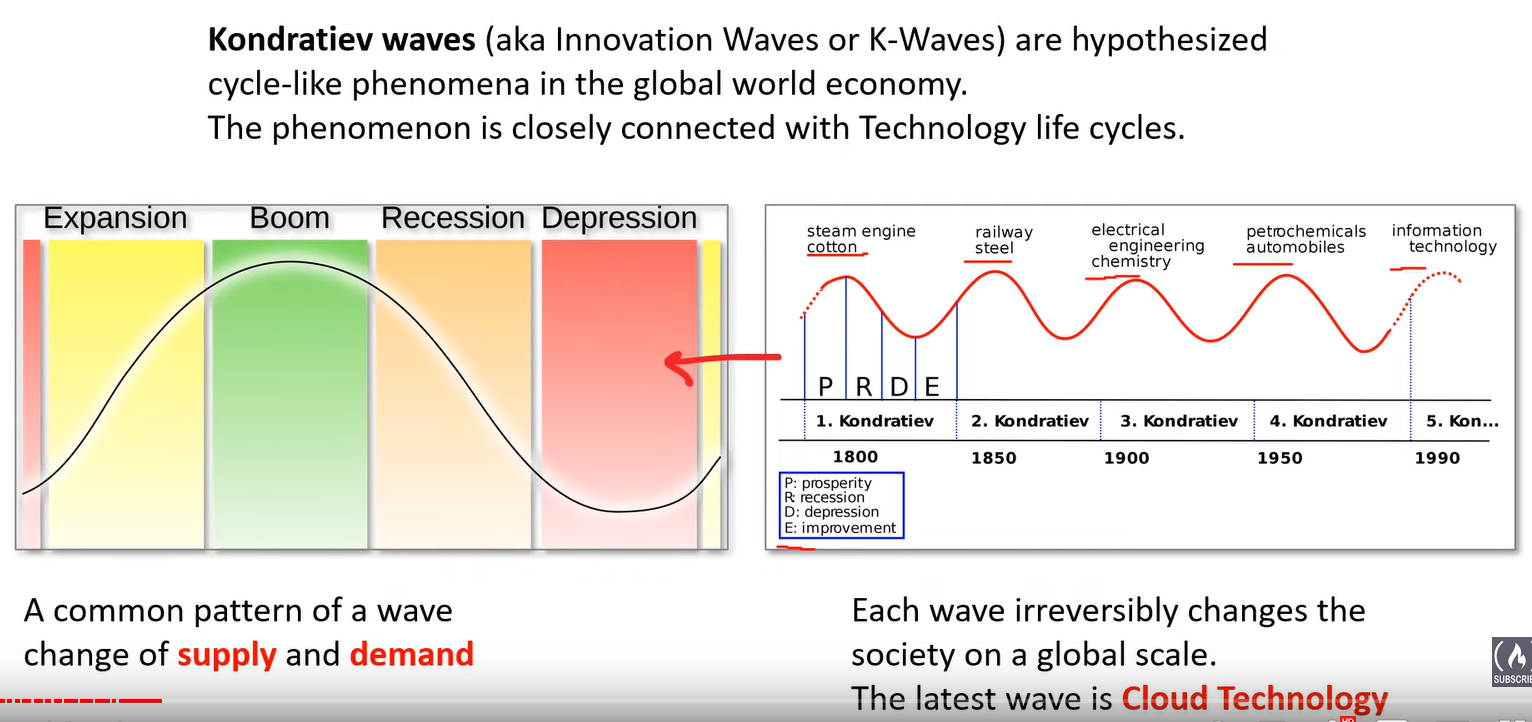 Kondratiev waves (aka Innovation Waves or K-Waves) are hypothesized
cycle-like phenomena in the global world economy.
The phenomenon is closely connected with Technology life cycles.
Expansion Boom Recession Depression
steam engine
cotton
railway
steel
electrical
engineering
chemistry
petrochemicals
automobiles
information
technology
P R D E
1. Kondratiev 2. Kondratiev 3. Kondratiev 4. Kondratiev 5. Kon...
1800 1850 1900 1950 1990
P: prosperity
R: recession
D: depression
E: improvement
A common pattern of a wave
change of supply and demand
Each wave irreversibly changes the
society on a global scale.
The latest wave is Cloud Technology
SUBSCRIBE
HD